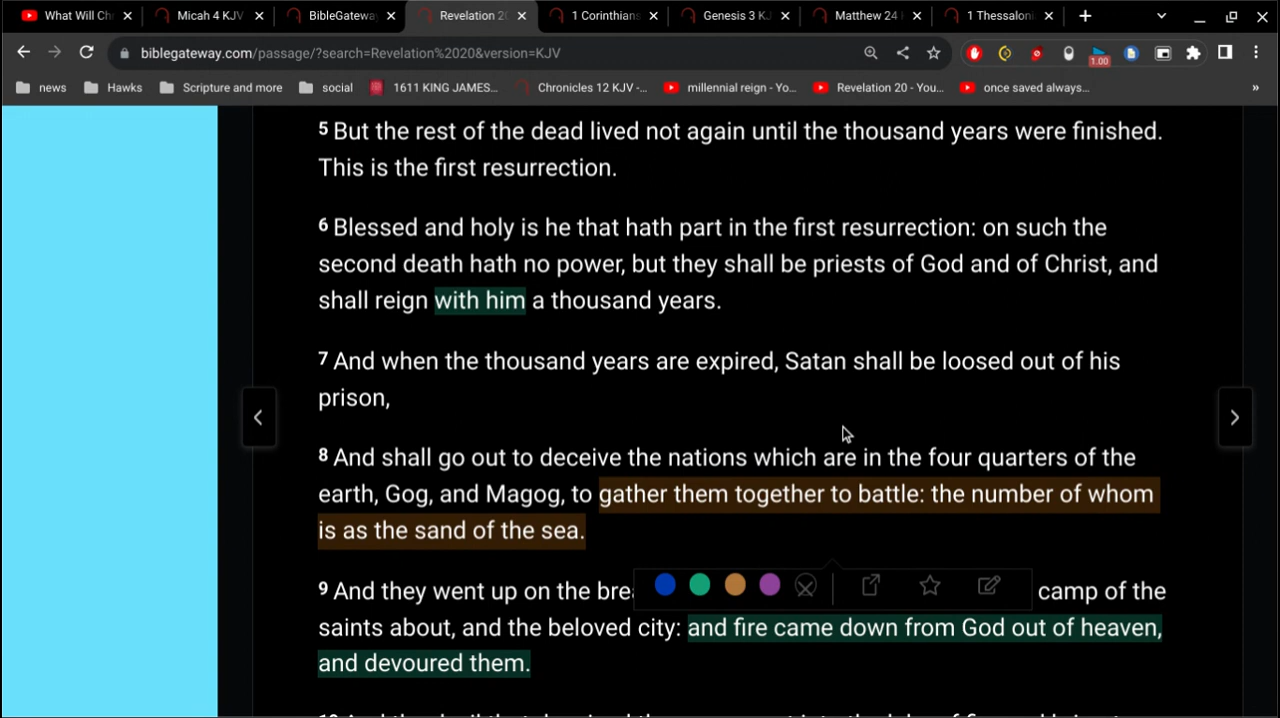 What Will Ch
Micah 4 KJV
BibleGateway
Revelation 20
1 Corinthians
Genesis 3 KJ
Matthew 24
1 Thessaloni
biblegateway.com/passage/?search=Revelation%2020&version=KJV
1.00
news
Hawks
Scripture and more
social
1611 KING JAMES...
Chronicles 12 KJV -...
millennial reign - Yo...
Revelation 20 - You...
once saved always...
»
5 But the rest of the dead lived not again until the thousand years were finished.
This is the first resurrection.
6 Blessed and holy is he that hath part in the first resurrection: on such the
second death hath no power, but they shall be priests of God and of Christ, and
shall reign with him a thousand years.
7 And when the thousand years are expired, Satan shall be loosed out of his
prison,
8 And shall go out to deceive the nations which are in the four quarters of the
earth, Gog, and Magog, to gather them together to battle: the number of whom
is as the sand of the sea.
9 And they went up on the brea camp of the
saints about, and the beloved city: and fire came down from God out of heaven,
and devoured them.